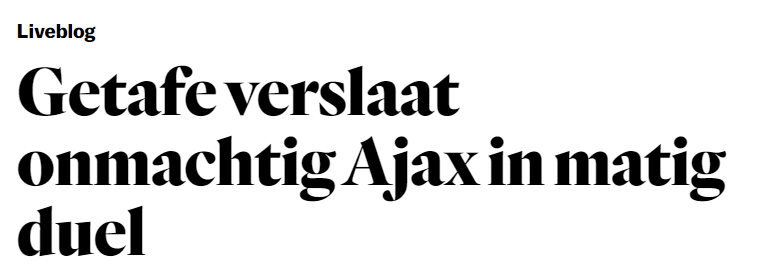 Liveblog
Getafe verslaat
onmachtig Ajax in matig
duel